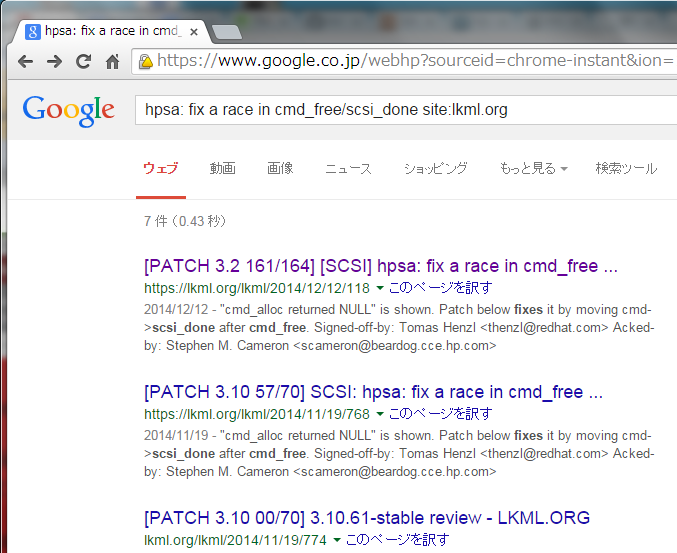 hpsa: fix a race in cmd_
https://www.google.co.jp/webhp?sourceid=chrome-instant&ion=
Google
hpsa: fix a race in cmd_free/scsi_done site:lkml.org
ウェブ 動画 画像 ニュース ショッピング もっと見る 検索ツール
7 件 （0.43 秒）
[PATCH 3.2 161/164] [SCSI] hpsa: fix a race in cmd_free ...
https://lkml.org/lkml/2014/12/12/118 このページを訳す
2014/12/12 - "cmd_alloc returned NULL" is shown. Patch below fixes it by moving cmd-
>scsi_done after cmd_free. Signed-off-by: Tomas Henzl <thenzl@redhat.com> Acked-
by: Stephen M. Cameron <scameron@beardog.cce.hp.com>
[PATCH 3.10 57/70] SCSI: hpsa: fix a race in cmd_free ...
https://lkml.org/lkml/2014/11/19/768 このページを訳す
2014/11/19 - "cmd_alloc returned NULL" is shown. Patch below fixes it by moving cmd-
>scsi_done after cmd_free. Signed-off-by: Tomas Henzl <thenzl@redhat.com> Acked-
by: Stephen M. Cameron <scameron@beardog.cce.hp.com>
[PATCH 3.10 00/70] 3.10.61-stable review - LKML.ORG
lkml.org/lkml/2014/11/19/774 このページを訳す